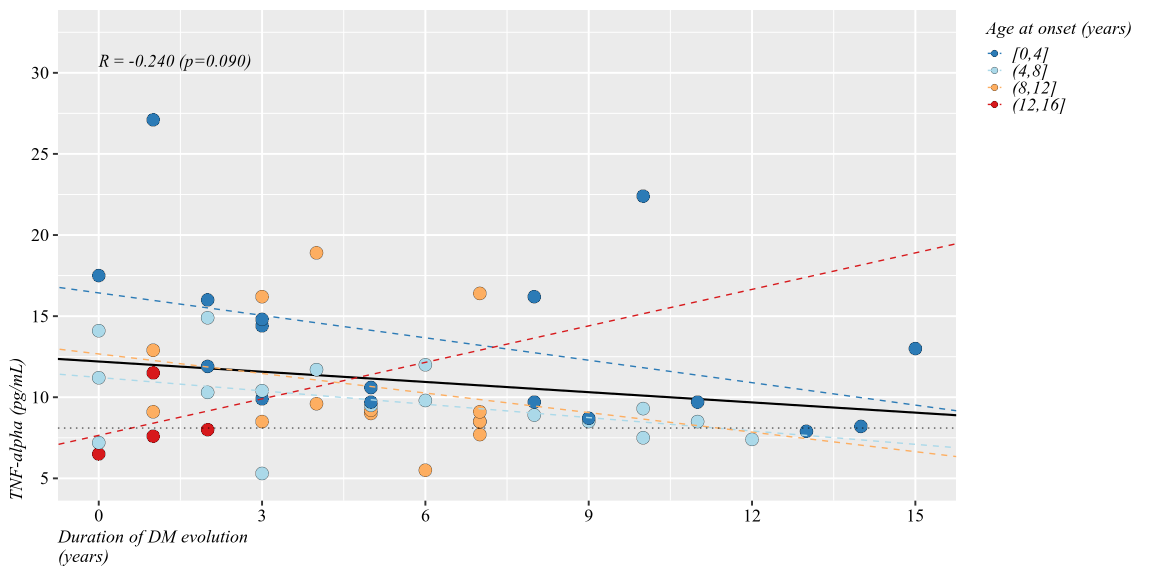 R = -0.240 (p=0.090)
Age at onset (years)
[0,4]
(4,8]
(8,12]
(12,16]
TNF-alpha (pg/mL)
30
25
20
15
10
5
0 3 6 9 12 15
Duration of DM evolution
(years)